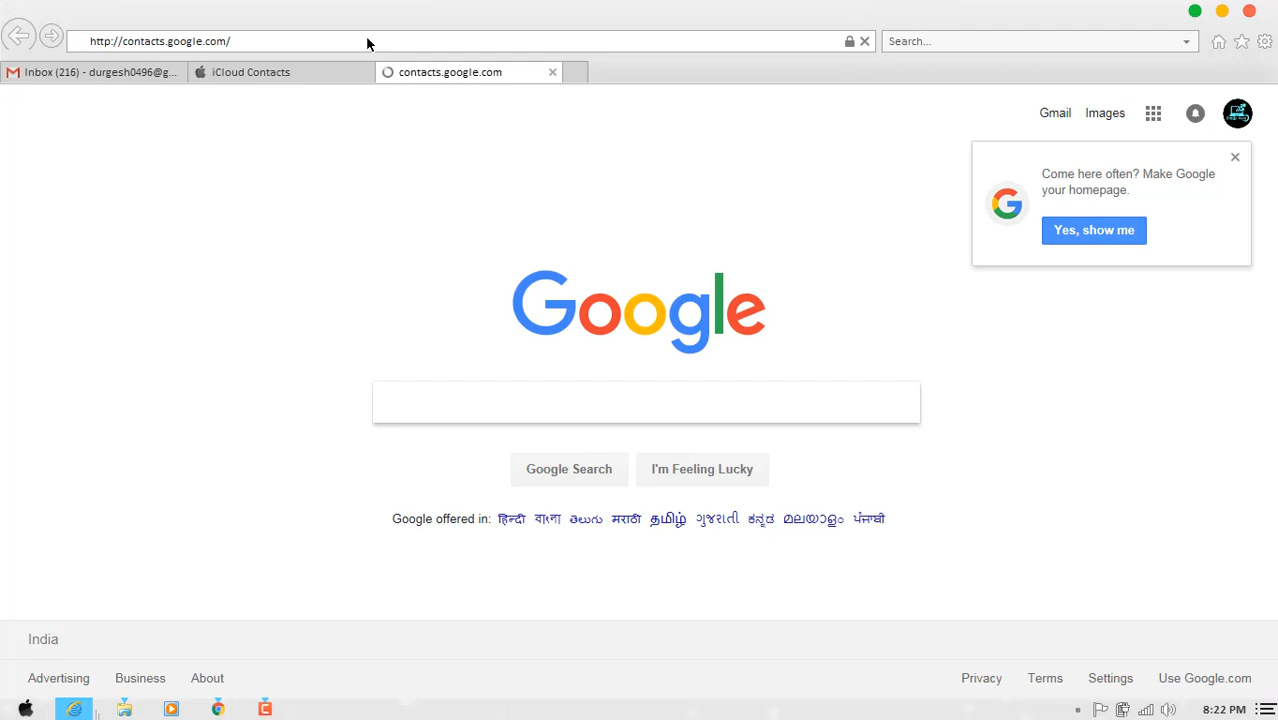 http://contacts.google.com/
Search...
Inbox (216) - durgesh0496@g...
iCloud Contacts
contacts.google.com
Gmail Images
Come here often? Make Google
your homepage.
Yes, show me
Google
Google Search I'm Feeling Lucky
Google offered in: हिन्दी বাংলা తెలుగు मराठी தமிழ் ગુજરાતી ಕನ್ನಡ മലയാളം ਪੰਜਾਬੀ
India
Advertising Business About Privacy Terms Settings Use Google.com
8:22 PM